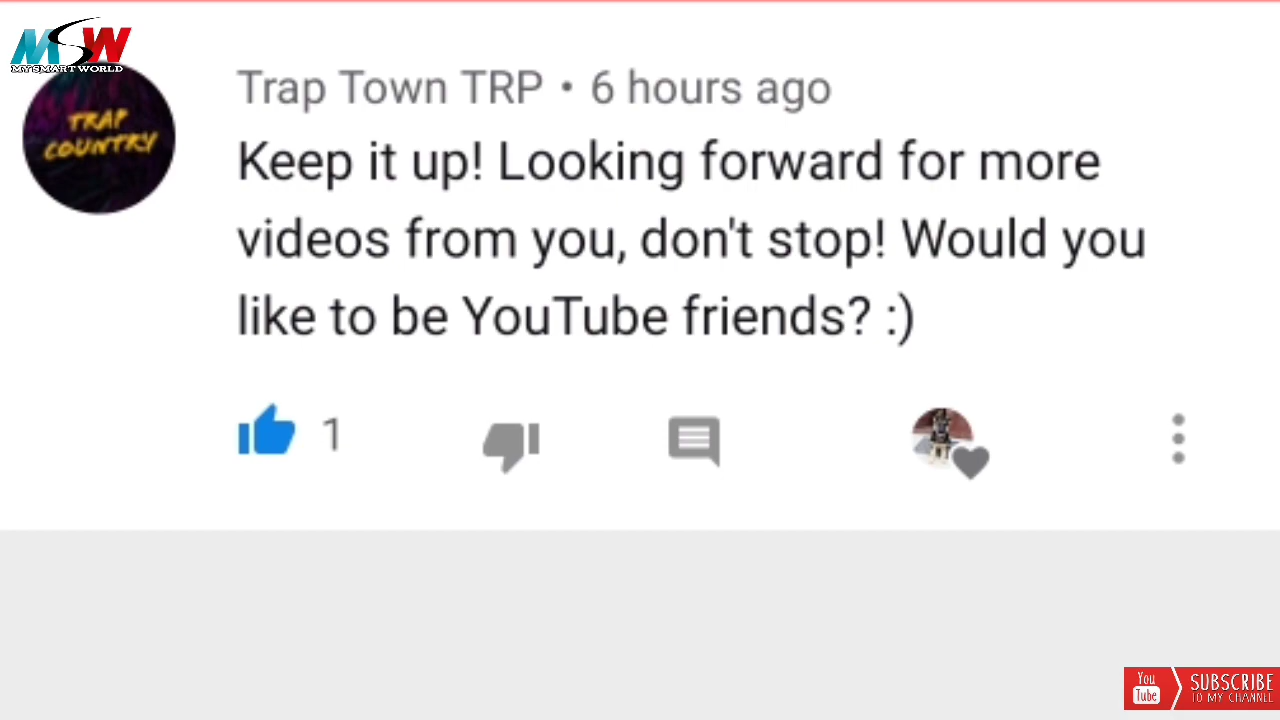 MSW
MY SMART WORLD
TRAP
COUNTRY
Trap Town TRP • 6 hours ago
Keep it up! Looking forward for more
videos from you, don't stop! Would you
like to be YouTube friends? :)
1
You
Tube
SUBSCRIBE
TO MY CHANNEL